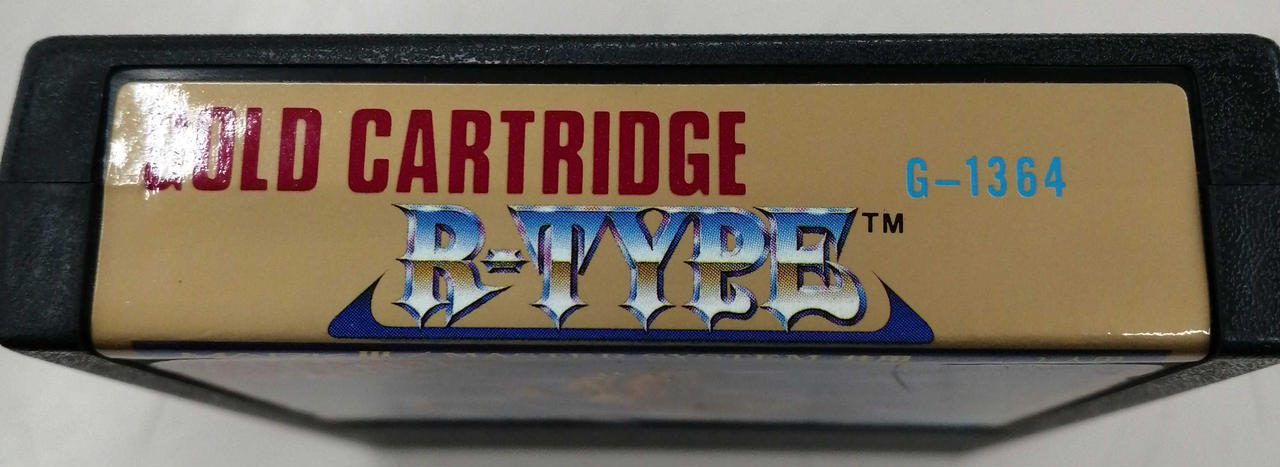 GOLD CARTRIDGE
G-1364
R-TYPE™